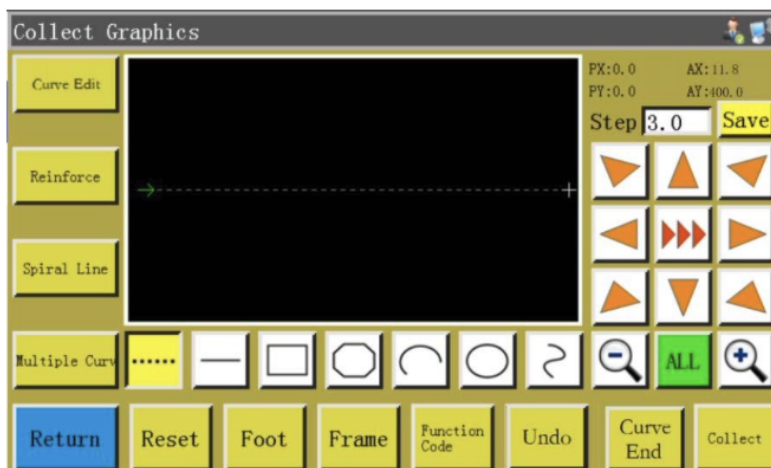 Collect Graphics
Curve Edit
PX:0.0 AX:11.8
PY:0.0 AY:400.0
Step 3.0 Save
Reinforce
Spiral Line
Multiple Curv
ALL
Return Reset Foot Frame Function Code Undo Curve End Collect